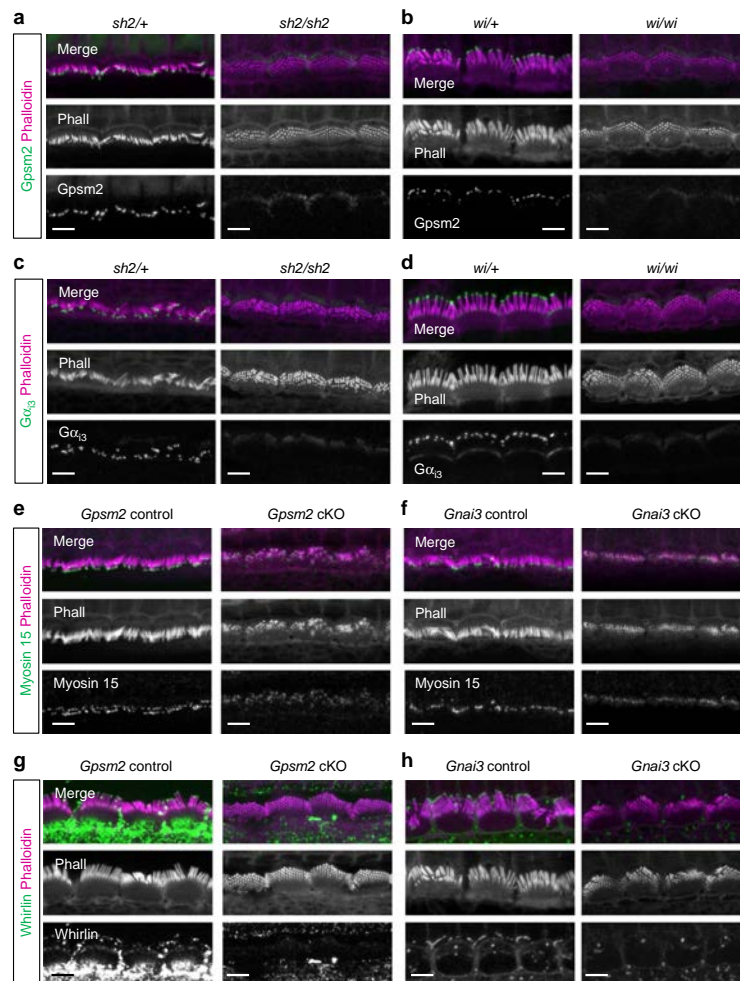 a
sh2/+
sh2/sh2
Gpsm2 Phalloidin
Merge
Phall
Gpsm2
b
wi/+
wi/wi
Merge
Phall
Gpsm2
c
sh2/+
sh2/sh2
Gαi3 Phalloidin
Merge
Phall
Gαi3
d
wi/+
wi/wi
Merge
Phall
Gαi3
e
Gpsm2 control
Gpsm2 cKO
Myosin 15 Phalloidin
Merge
Phall
Myosin 15
f
Gnai3 control
Gnai3 cKO
Merge
Phall
Myosin 15
g
Gpsm2 control
Gpsm2 cKO
Whirlin Phalloidin
Merge
Phall
Whirlin
h
Gnai3 control
Gnai3 cKO
Merge
Phall
Whirlin